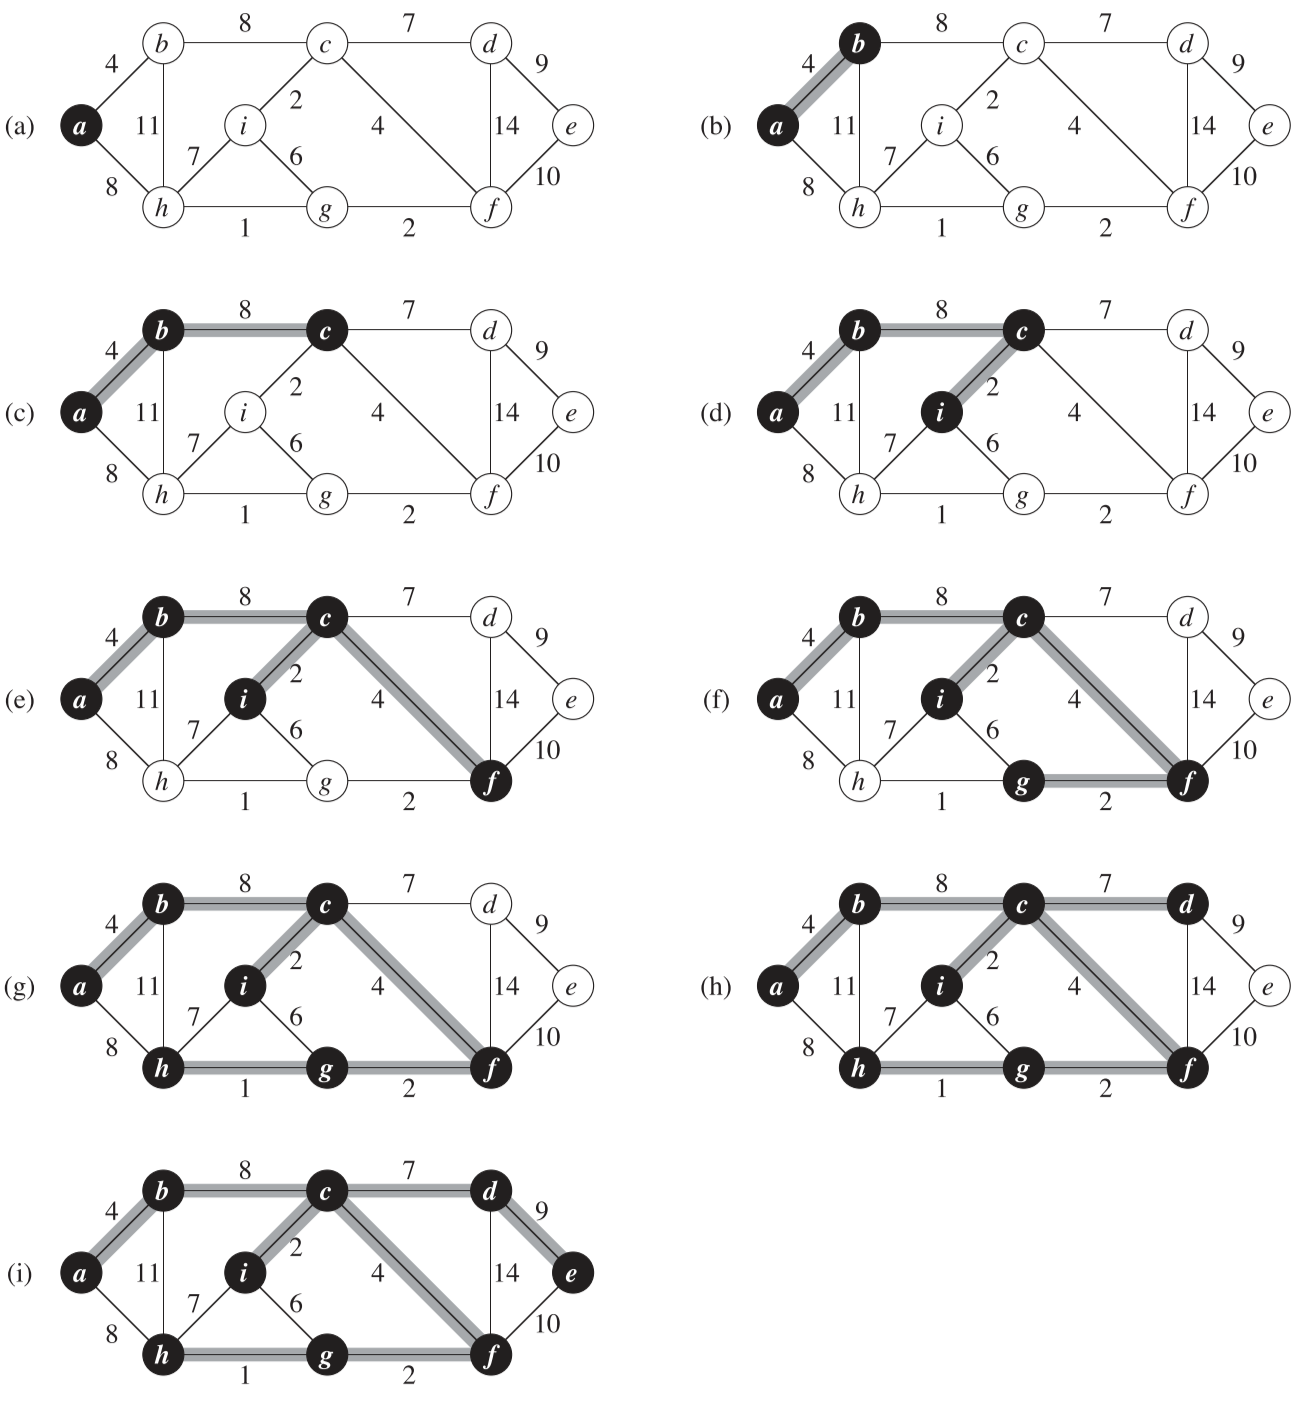 8 7 8 7
b c d b c d
4 9 4 9
2 2
(a) a 11 i 4 14 e (b) a 11 i 4 14 e
7 6 7 6
8 10 8 10
h g f h g f
1 2 1 2
8 7 8 7
b c d b c d
4 9 4 9
2 2
(c) a 11 i 4 14 e (d) a 11 i 4 14 e
7 6 7 6
8 10 8 10
h g f h g f
1 2 1 2
8 7 8 7
b c d b c d
4 9 4 9
2 2
(e) a 11 i 4 14 e (f) a 11 i 4 14 e
7 6 7 6
8 10 8 10
h g f h g f
1 2 1 2
8 7 8 7
b c d b c d
4 9 4 9
2 2
(g) a 11 i 4 14 e (h) a 11 i 4 14 e
7 6 7 6
8 10 8 10
h g f h g f
1 2 1 2
8 7
b c d
4 9
2
(i) a 11 i 4 14 e
7 6
8 10
h g f
1 2